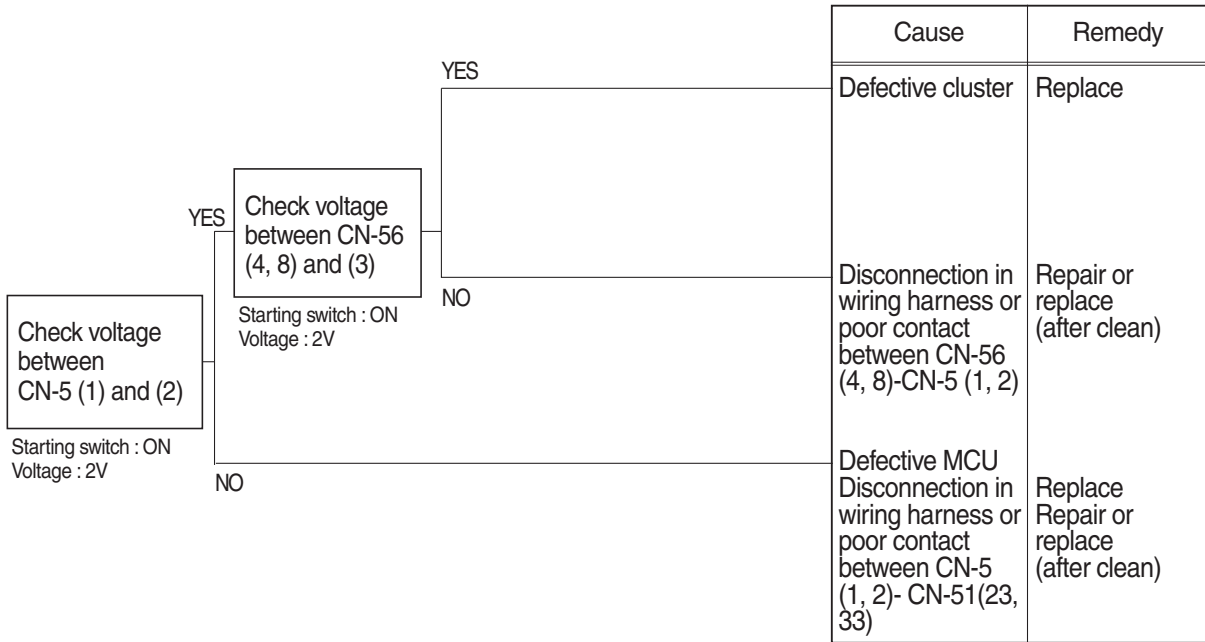 Cause
Remedy
YES
Defective cluster
Replace
YES
Check voltage
between CN-56
(4, 8) and (3)
Starting switch : ON
Voltage : 2V
NO
Disconnection in
wiring harness or
poor contact
between CN-56
(4, 8)-CN-5 (1, 2)
Repair or
replace
(after clean)
Check voltage
between
CN-5 (1) and (2)
Starting switch : ON
Voltage : 2V
NO
Defective MCU
Disconnection in
wiring harness or
poor contact
between CN-5
(1, 2)- CN-51(23,
33)
Replace
Repair or
replace
(after clean)